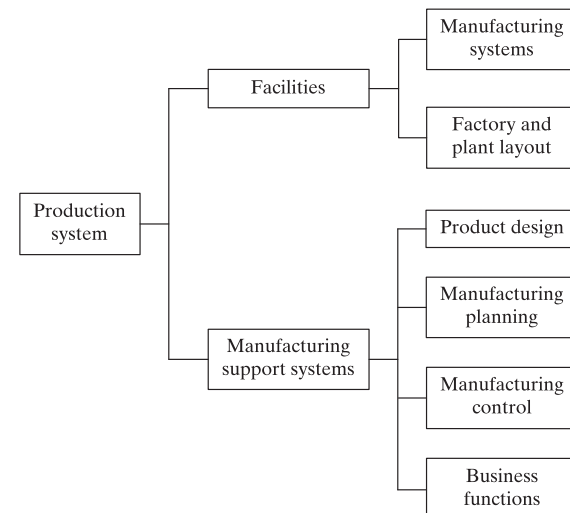 Manufacturing
systems
Facilities
Factory and
plant layout
Production
system
Product design
Manufacturing
planning
Manufacturing
support systems
Manufacturing
control
Business
functions